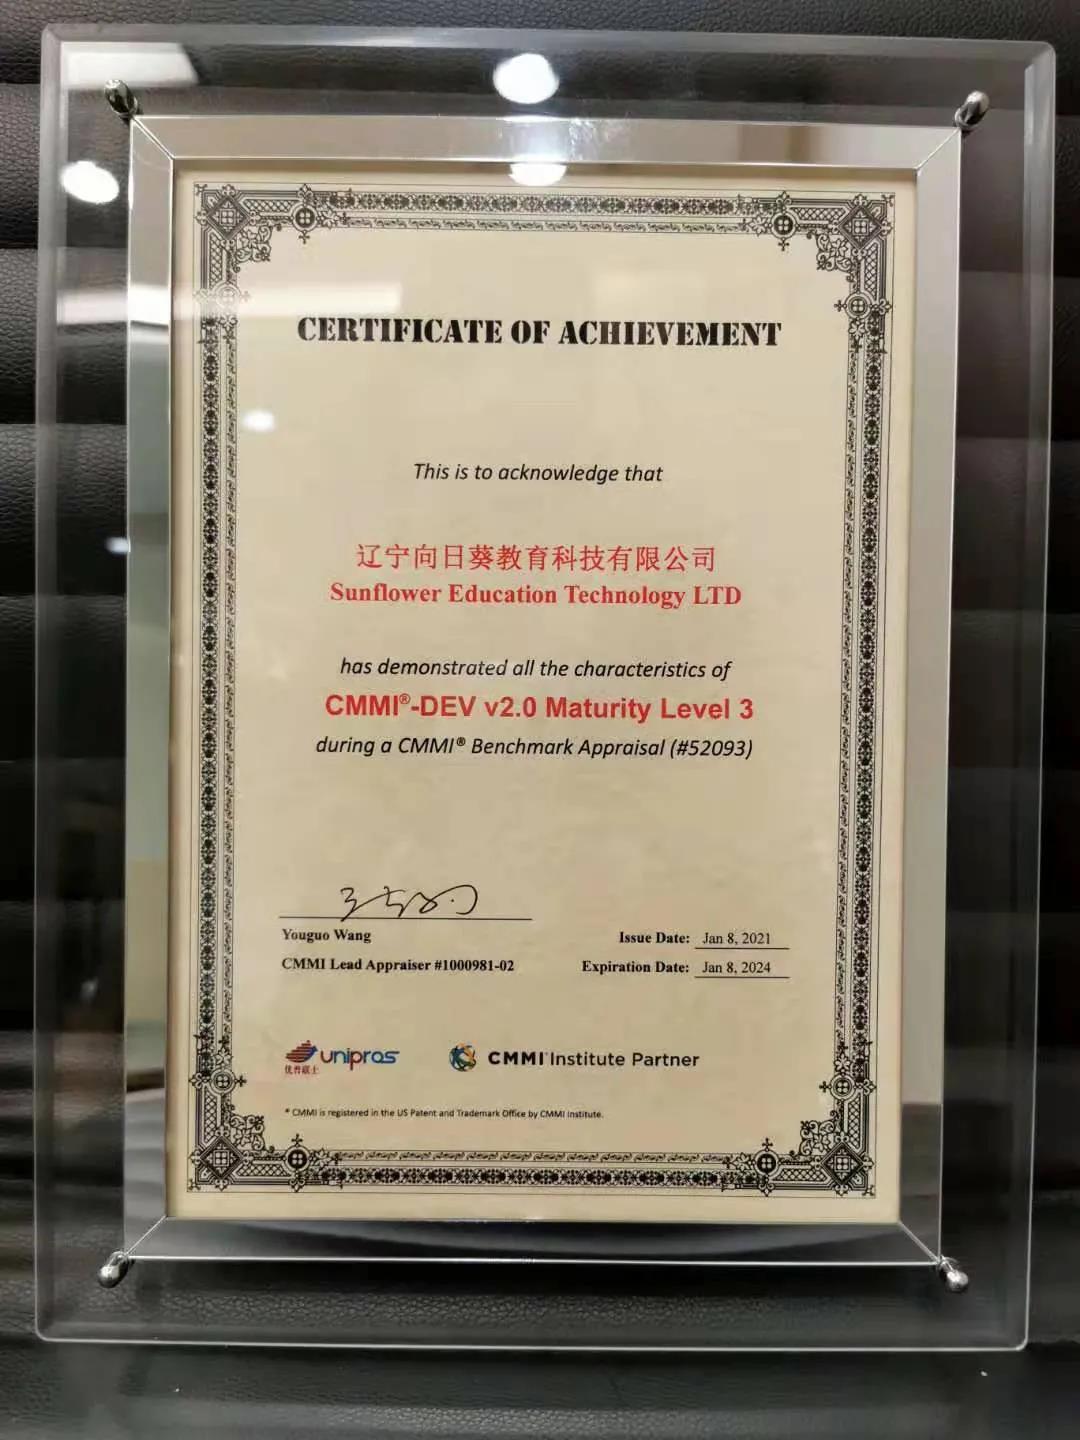 CERTIFICATE OF ACHIEVEMENT
This is to acknowledge that
辽宁向日葵教育科技有限公司
Sunflower Education Technology LTD
has demonstrated all the characteristics of
CMMI®-DEV v2.0 Maturity Level 3
during a CMMI® Benchmark Appraisal (#52093)
Youguo Wang
CMMI Lead Appraiser #1000981-02
Issue Date: Jan 8, 2021
Expiration Date: Jan 8, 2024
unipros
优普联士
CMMI Institute Partner
* CMMI is registered in the US Patent and Trademark Office by CMMI Institute.